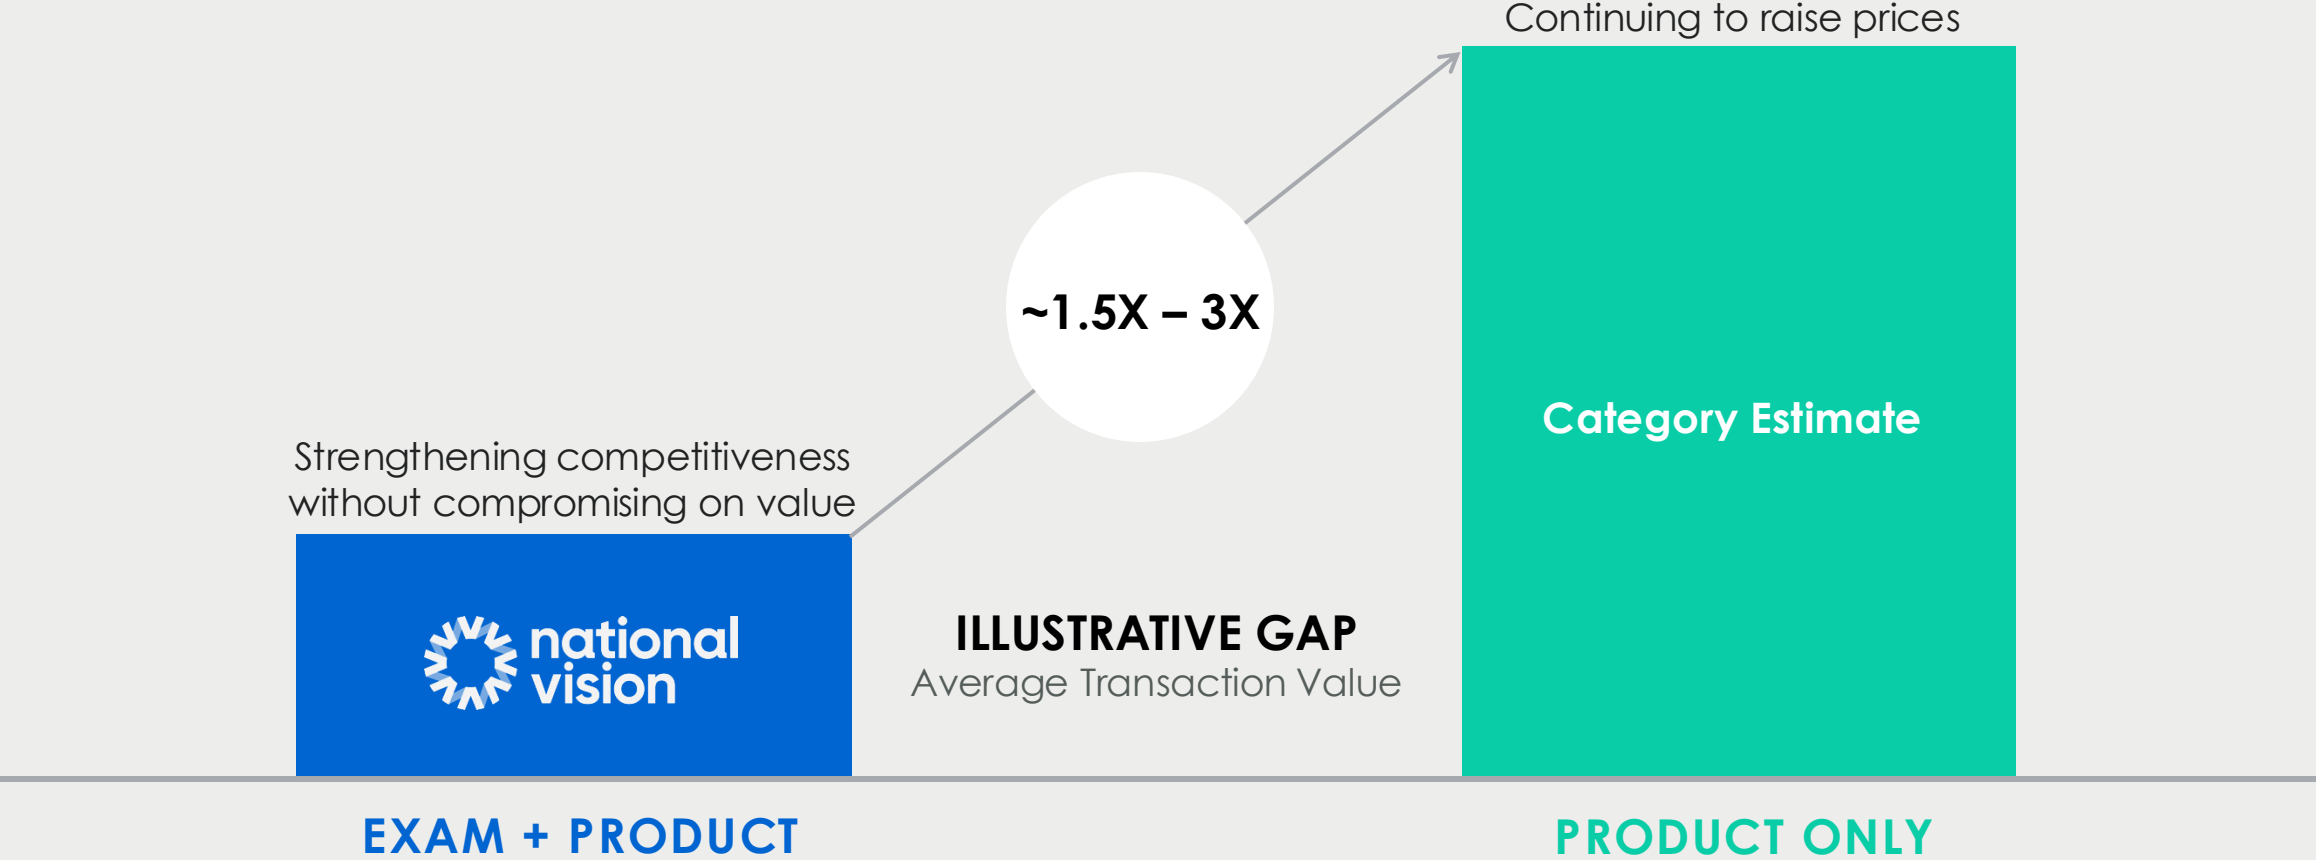 Continuing to raise prices
~1.5X – 3X
Category Estimate
Strengthening competitiveness
without compromising on value
national
vision
ILLUSTRATIVE GAP
Average Transaction Value
EXAM + PRODUCT
PRODUCT ONLY